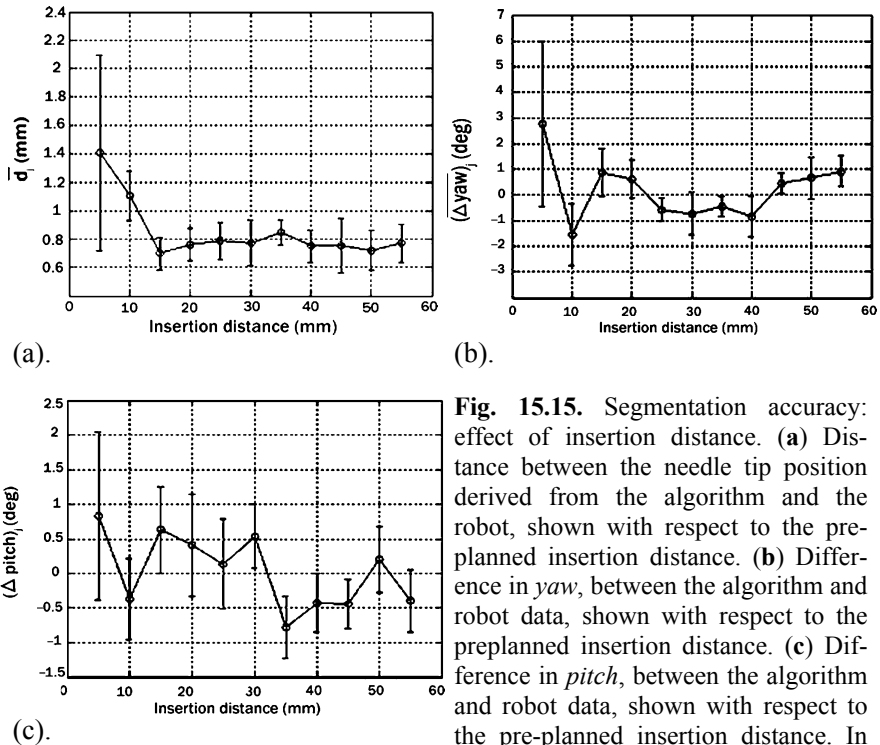 2.4
2.2
2
1.8
1.6
1.4
1.2
1
0.8
0.6
d̅ᵢ (mm)
0 10 20 30 40 50 60
Insertion distance (mm)
(a).
7
6
5
4
3
2
1
0
−1
−2
−3
(Δyaw)ⱼ (deg)
0 10 20 30 40 50 60
Insertion distance (mm)
(b).
2.5
2
1.5
1
0.5
0
−0.5
−1
−1.5
(Δ pitch)ⱼ (deg)
0 10 20 30 40 50 60
Insertion distance (mm)
(c).
Fig. 15.15. Segmentation accuracy:
effect of insertion distance. (a) Dis-
tance between the needle tip position
derived from the algorithm and the
robot, shown with respect to the pre-
planned insertion distance. (b) Differ-
ence in yaw, between the algorithm and
robot data, shown with respect to the
preplanned insertion distance. (c) Dif-
ference in pitch, between the algorithm
and robot data, shown with respect to
the pre-planned insertion distance. In